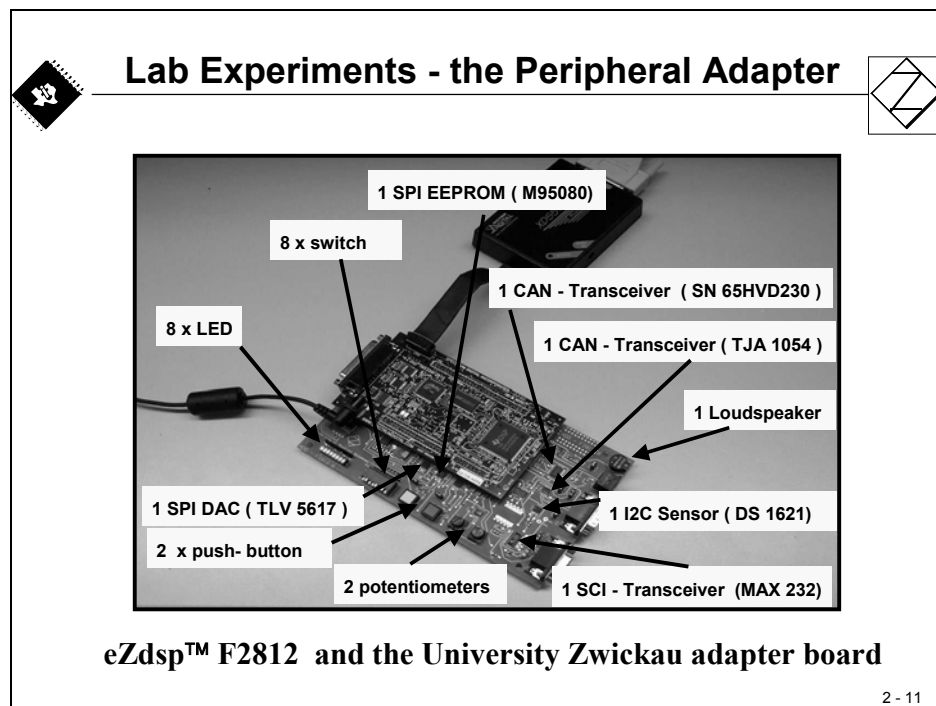 Lab Experiments - the Peripheral Adapter
1 SPI EEPROM ( M95080)
8 x switch
1 CAN - Transceiver ( SN 65HVD230 )
8 x LED
1 CAN - Transceiver ( TJA 1054 )
1 Loudspeaker
1 SPI DAC ( TLV 5617 )
1 I2C Sensor ( DS 1621)
2 x push- button
2 potentiometers
1 SCI - Transceiver (MAX 232)
eZdsp™ F2812 and the University Zwickau adapter board
2 - 11